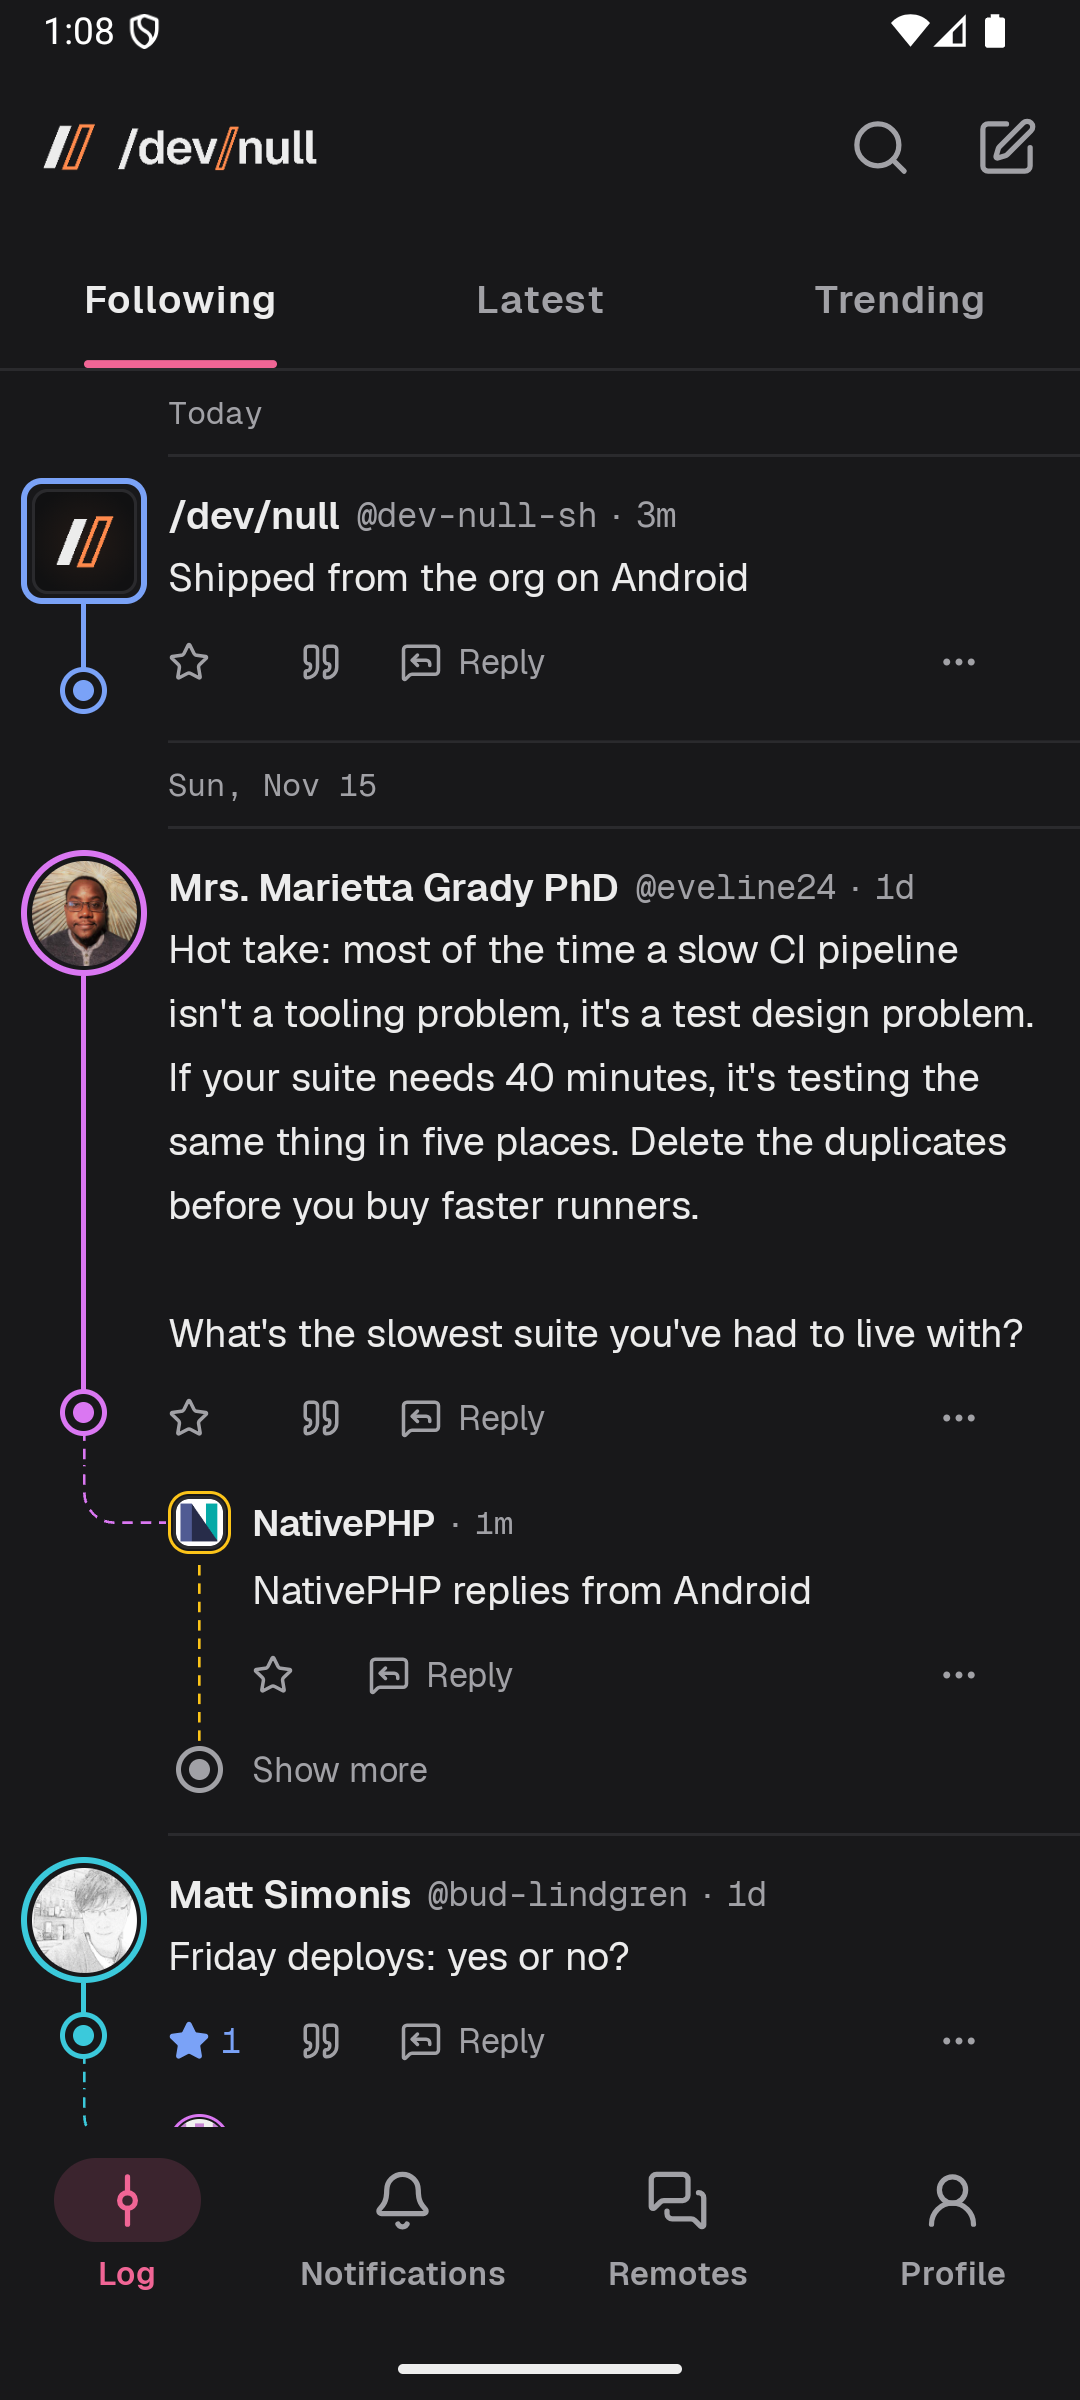 1:08
/dev/null
Following
Latest
Trending
Today
/dev/null @dev-null-sh · 3m
Shipped from the org on Android
Reply
Sun, Nov 15
Mrs. Marietta Grady PhD @eveline24 · 1d
Hot take: most of the time a slow CI pipeline
isn't a tooling problem, it's a test design problem.
If your suite needs 40 minutes, it's testing the
same thing in five places. Delete the duplicates
before you buy faster runners.
What's the slowest suite you've had to live with?
Reply
NativePHP · 1m
NativePHP replies from Android
Reply
Show more
Matt Simonis @bud-lindgren · 1d
Friday deploys: yes or no?
1
Reply
Log
Notifications
Remotes
Profile